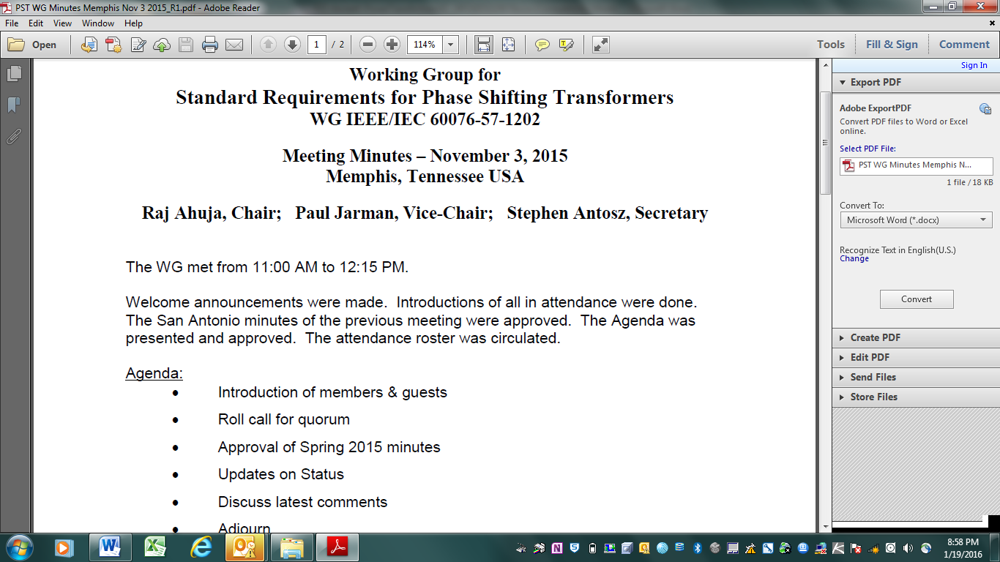 PST WG Minutes Memphis Nov 3 2015_R1.pdf - Adobe Reader
File Edit View Window Help
Open 1 / 2 114% Tools Fill & Sign Comment
Working Group for
Standard Requirements for Phase Shifting Transformers
WG IEEE/IEC 60076-57-1202
Meeting Minutes – November 3, 2015
Memphis, Tennessee USA
Raj Ahuja, Chair; Paul Jarman, Vice-Chair; Stephen Antosz, Secretary
The WG met from 11:00 AM to 12:15 PM.
Welcome announcements were made. Introductions of all in attendance were done.
The San Antonio minutes of the previous meeting were approved. The Agenda was
presented and approved. The attendance roster was circulated.
Agenda:
• Introduction of members & guests
• Roll call for quorum
• Approval of Spring 2015 minutes
• Updates on Status
• Discuss latest comments
• Adjourn
Sign In
Export PDF
Adobe ExportPDF
Convert PDF files to Word or Excel
online.
Select PDF File:
PST WG Minutes Memphis N...
1 file / 18 KB
Convert To:
Microsoft Word (*.docx)
Recognize Text in English(U.S.)
Change
Convert
Create PDF
Edit PDF
Send Files
Store Files
8:58 PM
1/19/2016